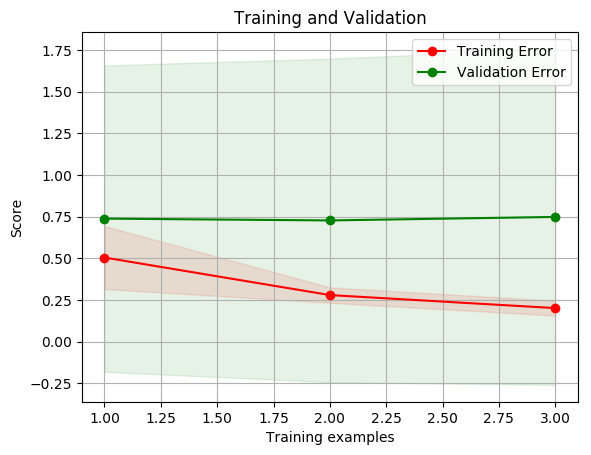 Training and Validation
Training Error
Validation Error
Score
1.75
1.50
1.25
1.00
0.75
0.50
0.25
0.00
−0.25
1.00 1.25 1.50 1.75 2.00 2.25 2.50 2.75 3.00
Training examples